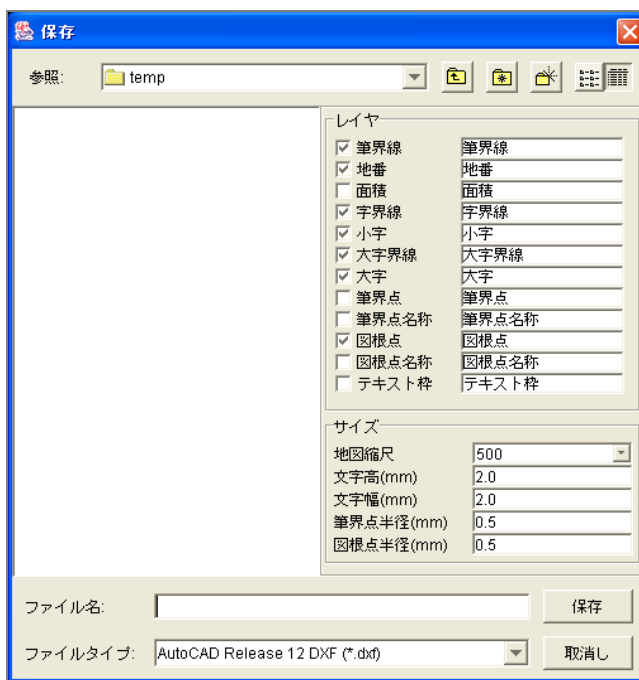 保存
参照: temp
レイヤ
筆界線 筆界線
地番 地番
面積 面積
字界線 字界線
小字 小字
大字界線 大字界線
大字 大字
筆界点 筆界点
筆界点名称 筆界点名称
図根点 図根点
図根点名称 図根点名称
テキスト枠 テキスト枠
サイズ
地図縮尺 500
文字高(mm) 2.0
文字幅(mm) 2.0
筆界点半径(mm) 0.5
図根点半径(mm) 0.5
ファイル名: 保存
ファイルタイプ: AutoCAD Release 12 DXF (*.dxf) 取消し